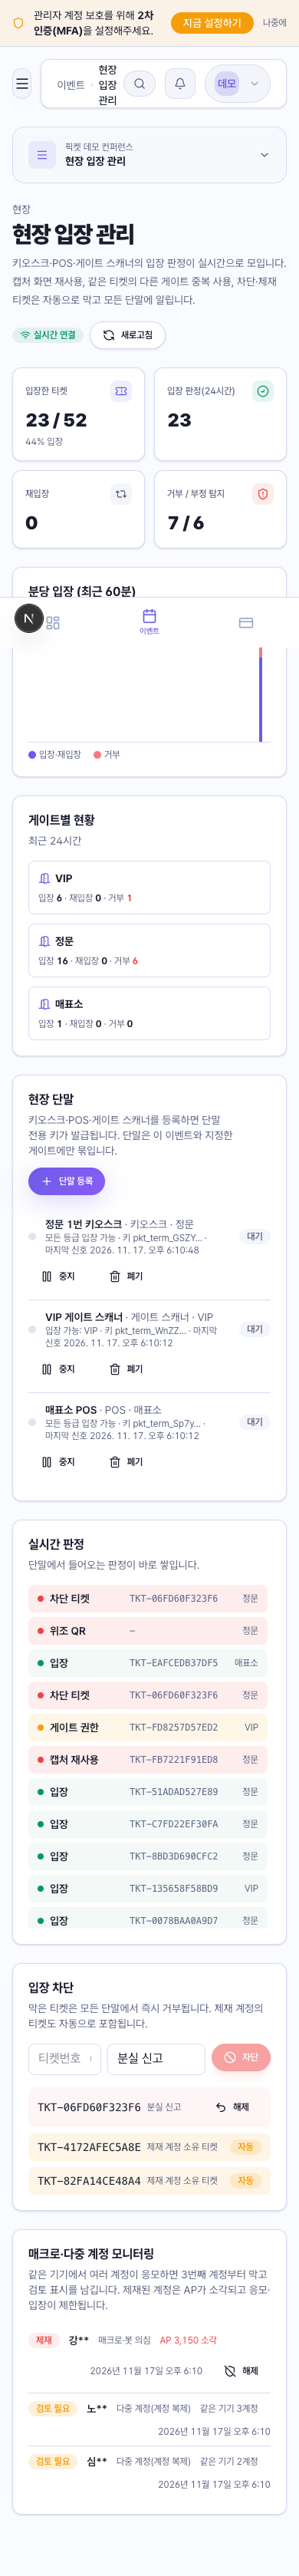 관리자 계정 보호를 위해 2차
인증(MFA)을 설정해주세요.
지금 설정하기
나중에
이벤트 · 현장 입장 관리
데모
픽켓 데모 컨퍼런스
현장 입장 관리
현장
현장 입장 관리
키오스크·POS·게이트 스캐너의 입장 판정이 실시간으로 모입니다.
캡처 화면 재사용, 같은 티켓의 다른 게이트 중복 사용, 차단·제재
티켓은 자동으로 막고 모든 단말에 알립니다.
실시간 연결
새로고침
입장한 티켓
23 / 52
44% 입장
입장 판정(24시간)
23
재입장
0
거부 / 부정 탐지
7 / 6
분당 입장 (최근 60분)
N
이벤트
입장·재입장
거부
게이트별 현황
최근 24시간
VIP
입장 6 · 재입장 0 · 거부 1
정문
입장 16 · 재입장 0 · 거부 6
매표소
입장 1 · 재입장 0 · 거부 0
현장 단말
키오스크·POS·게이트 스캐너를 등록하면 단말
전용 키가 발급됩니다. 단말은 이 이벤트와 지정한
게이트에만 묶입니다.
단말 등록
정문 1번 키오스크 · 키오스크 · 정문
모든 등급 입장 가능 · 키 pkt_term_GSZY… ·
마지막 신호 2026. 11. 17. 오후 6:10:48
대기
중지
폐기
VIP 게이트 스캐너 · 게이트 스캐너 · VIP
입장 가능: VIP · 키 pkt_term_WnZZ… · 마지막
신호 2026. 11. 17. 오후 6:10:12
대기
중지
폐기
매표소 POS · POS · 매표소
모든 등급 입장 가능 · 키 pkt_term_Sp7y… ·
마지막 신호 2026. 11. 17. 오후 6:10:12
대기
중지
폐기
실시간 판정
단말에서 들어오는 판정이 바로 쌓입니다.
차단 티켓 TKT-06FD60F323F6 정문
위조 QR – 정문
입장 TKT-EAFCEDB37DF5 매표소
차단 티켓 TKT-06FD60F323F6 정문
게이트 권한 TKT-FD8257D57ED2 VIP
캡처 재사용 TKT-FB7221F91ED8 정문
입장 TKT-51ADAD527E89 정문
입장 TKT-C7FD22EF30FA 정문
입장 TKT-8BD3D690CFC2 정문
입장 TKT-135658F58BD9 VIP
입장 TKT-0078BAA0A9D7 정문
입장 차단
막은 티켓은 모든 단말에서 즉시 거부됩니다. 제재 계정의
티켓도 자동으로 포함됩니다.
티켓번호
분실 신고
차단
TKT-06FD60F323F6 분실 신고 해제
TKT-4172AFEC5A8E 제재 계정 소유 티켓 자동
TKT-82FA14CE48A4 제재 계정 소유 티켓 자동
매크로·다중 계정 모니터링
같은 기기에서 여러 계정이 응모하면 3번째 계정부터 막고
검토 표시를 남깁니다. 제재된 계정은 AP가 소각되고 응모·
입장이 제한됩니다.
제재 강** 매크로·봇 의심 AP 3,150 소각
2026년 11월 17일 오후 6:10 해제
검토 필요 노** 다중 계정(계정 복제) 같은 기기 3계정
2026년 11월 17일 오후 6:10
검토 필요 심** 다중 계정(계정 복제) 같은 기기 2계정
2026년 11월 17일 오후 6:10